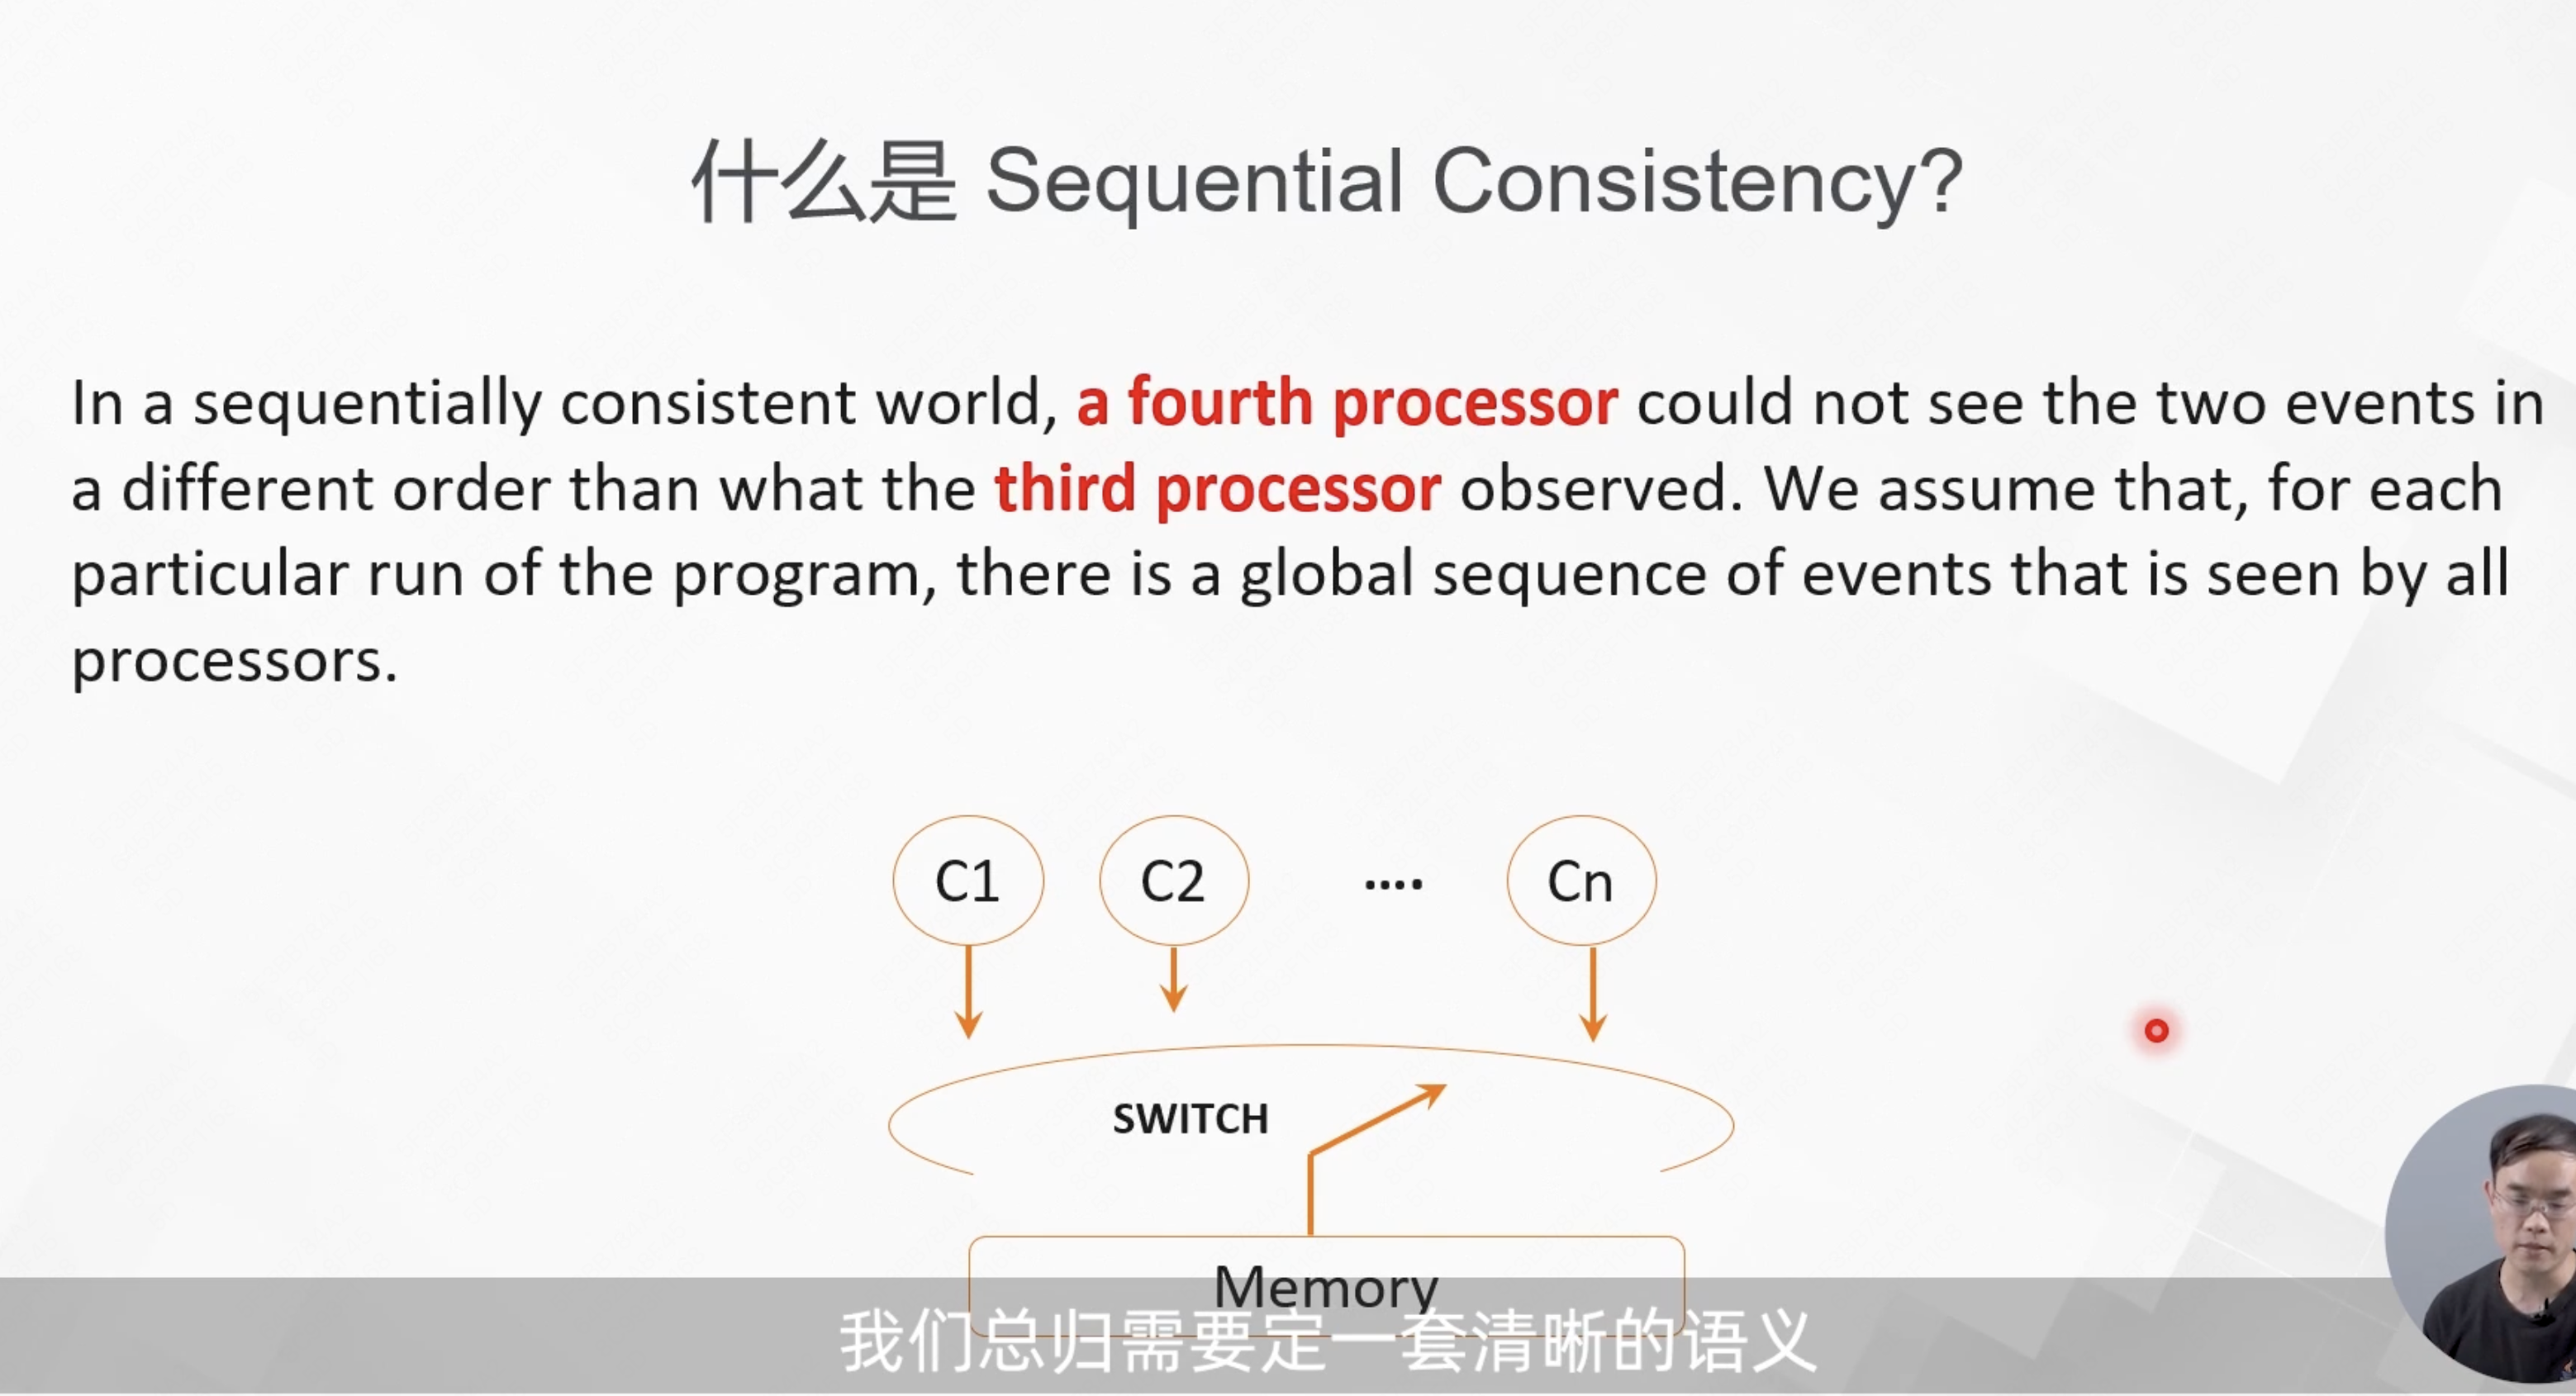 什么是 Sequential Consistency?
In a sequentially consistent world, a fourth processor could not see the two events in
a different order than what the third processor observed. We assume that, for each
particular run of the program, there is a global sequence of events that is seen by all
processors.
C1 C2 .... Cn
SWITCH
Memory
我们总归需要定一套清晰的语义